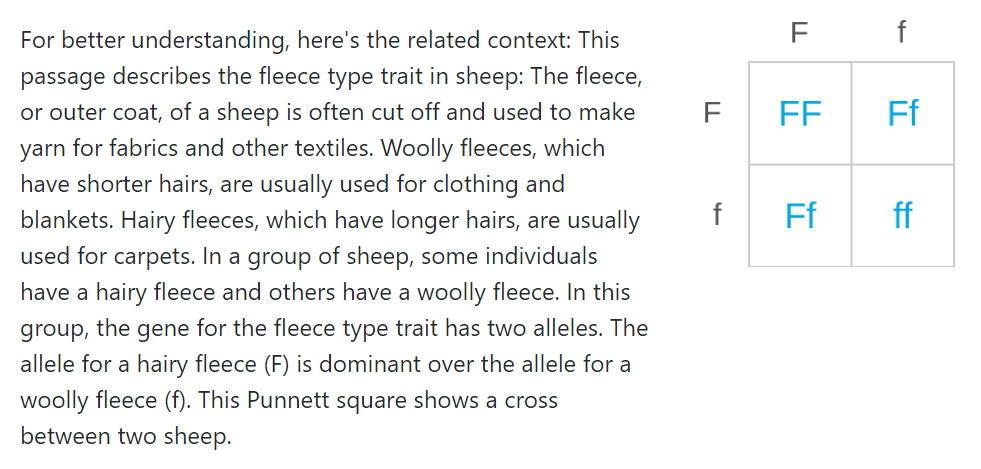 For better understanding, here's the related context: This
passage describes the fleece type trait in sheep: The fleece,
or outer coat, of a sheep is often cut off and used to make
yarn for fabrics and other textiles. Woolly fleeces, which
have shorter hairs, are usually used for clothing and
blankets. Hairy fleeces, which have longer hairs, are usually
used for carpets. In a group of sheep, some individuals
have a hairy fleece and others have a woolly fleece. In this
group, the gene for the fleece type trait has two alleles. The
allele for a hairy fleece (F) is dominant over the allele for a
woolly fleece (f). This Punnett square shows a cross
between two sheep.
F f
F FF Ff
f Ff ff